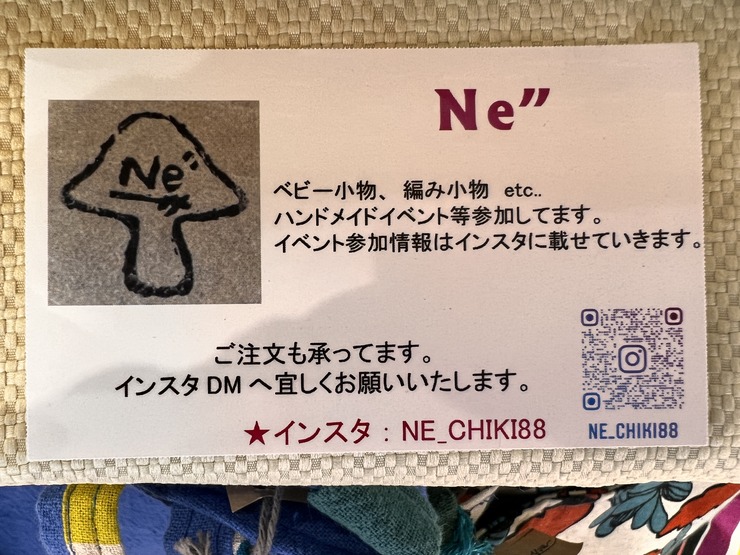 Ne"
Ne"
ベビー小物、編み小物 etc..
ハンドメイドイベント等参加してます。
イベント参加情報はインスタに載せていきます。
ご注文も承ってます。
インスタDMへ宜しくお願いいたします。
★インスタ：NE_CHIKI88
NE_CHIKI88